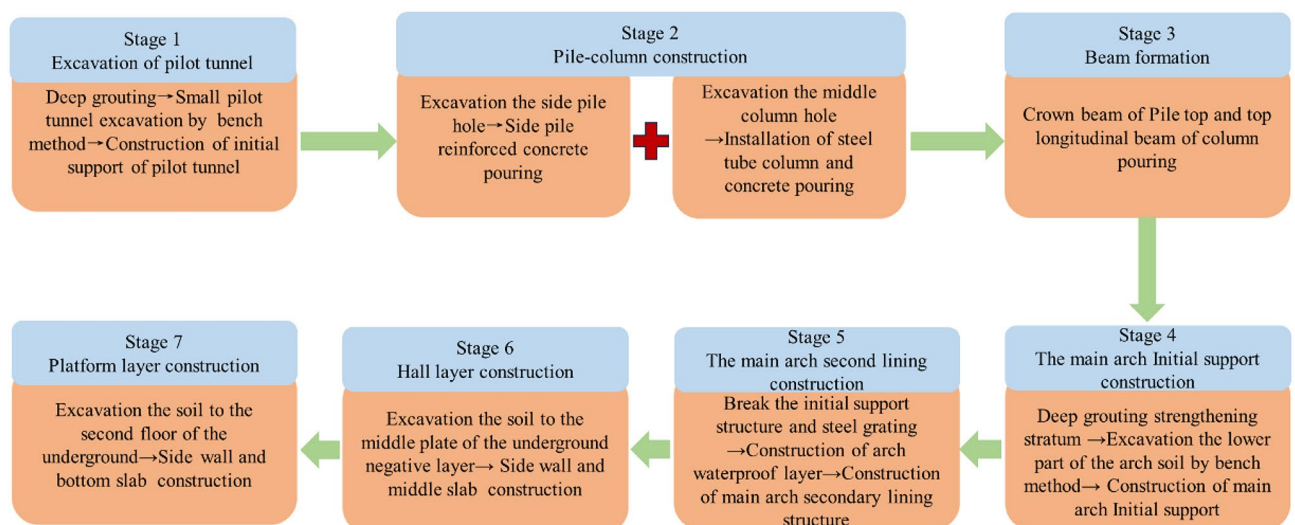 Stage 1
Excavation of pilot tunnel
Deep grouting→Small pilot
tunnel excavation by bench
method→Construction of initial
support of pilot tunnel
Stage 2
Pile-column construction
Excavation the side pile
hole→Side pile
reinforced concrete
pouring
Excavation the middle
column hole
→Installation of steel
tube column and
concrete pouring
Stage 3
Beam formation
Crown beam of Pile top and top
longitudinal beam of column
pouring
Stage 4
The main arch Initial support
construction
Deep grouting strengthening
stratum →Excavation the lower
part of the arch soil by bench
method→ Construction of main
arch Initial support
Stage 5
The main arch second lining
construction
Break the initial support
structure and steel grating
→Construction of arch
waterproof layer→Construction
of main arch secondary lining
structure
Stage 6
Hall layer construction
Excavation the soil to the
middle plate of the underground
negative layer→ Side wall and
middle slab construction
Stage 7
Platform layer construction
Excavation the soil to the
second floor of the
underground→Side wall and
bottom slab construction